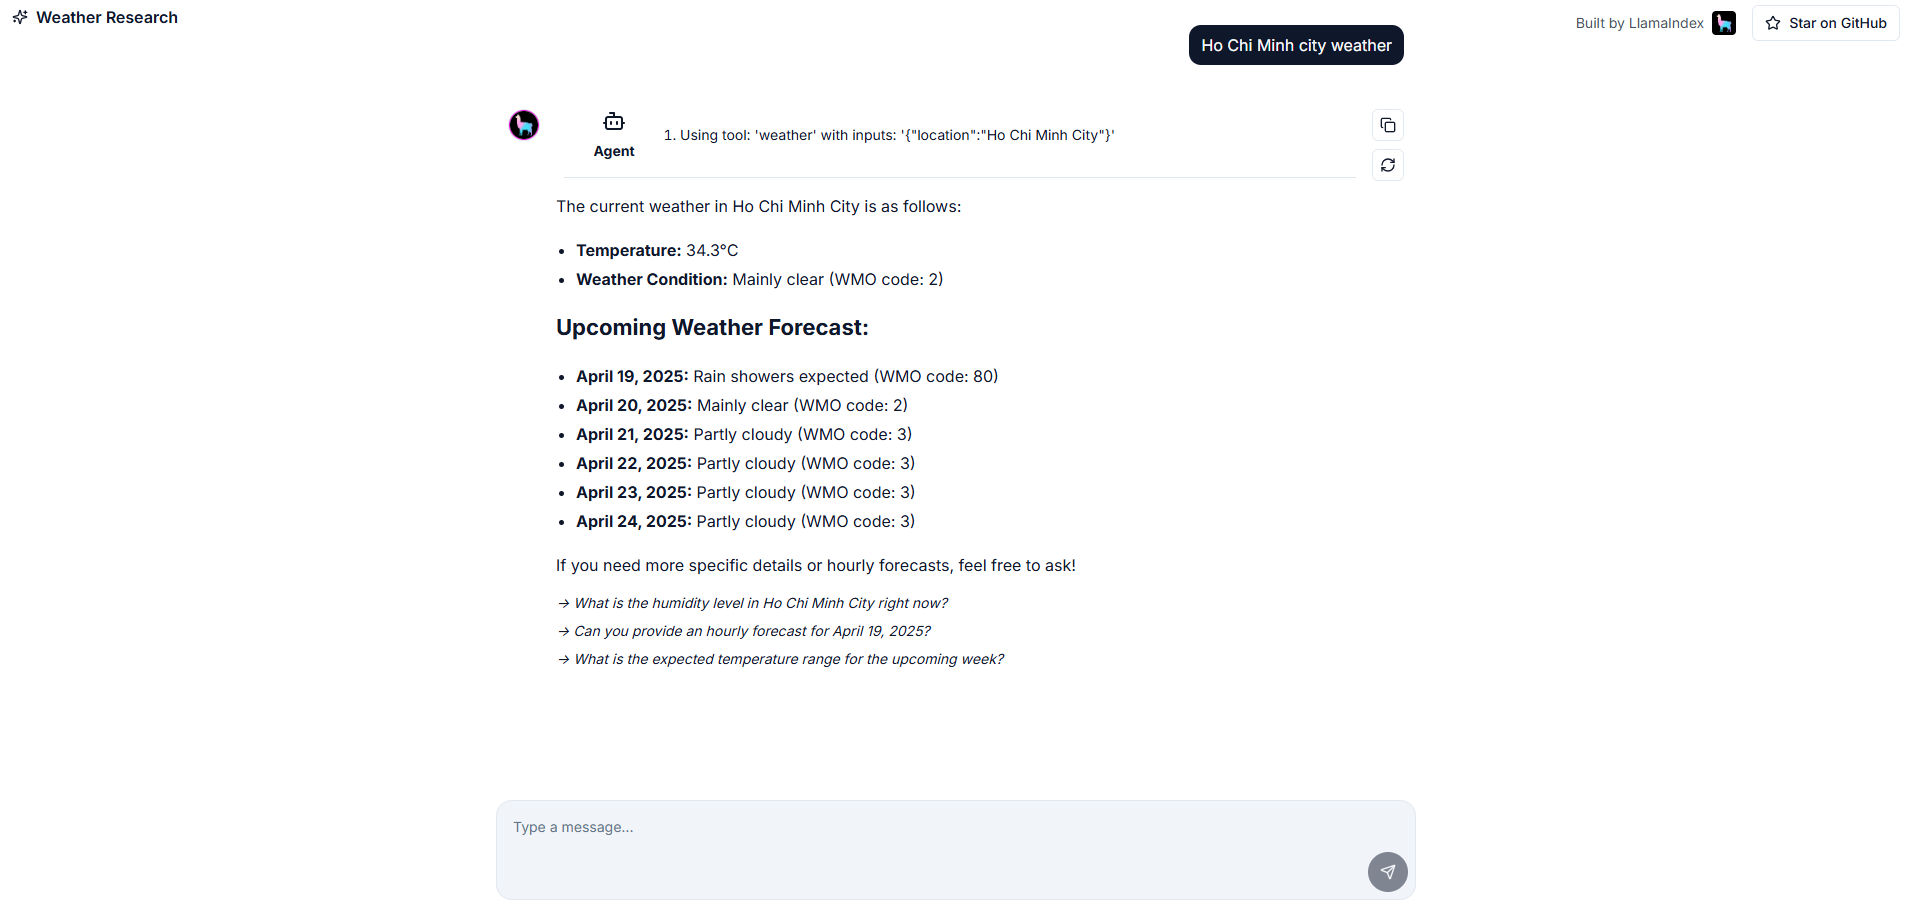 Weather Research
Built by LlamaIndex
Star on GitHub
Ho Chi Minh city weather
Agent
1. Using tool: 'weather' with inputs: '{"location":"Ho Chi Minh City"}'
The current weather in Ho Chi Minh City is as follows:
• Temperature: 34.3°C
• Weather Condition: Mainly clear (WMO code: 2)
Upcoming Weather Forecast:
• April 19, 2025: Rain showers expected (WMO code: 80)
• April 20, 2025: Mainly clear (WMO code: 2)
• April 21, 2025: Partly cloudy (WMO code: 3)
• April 22, 2025: Partly cloudy (WMO code: 3)
• April 23, 2025: Partly cloudy (WMO code: 3)
• April 24, 2025: Partly cloudy (WMO code: 3)
If you need more specific details or hourly forecasts, feel free to ask!
→ What is the humidity level in Ho Chi Minh City right now?
→ Can you provide an hourly forecast for April 19, 2025?
→ What is the expected temperature range for the upcoming week?
Type a message...